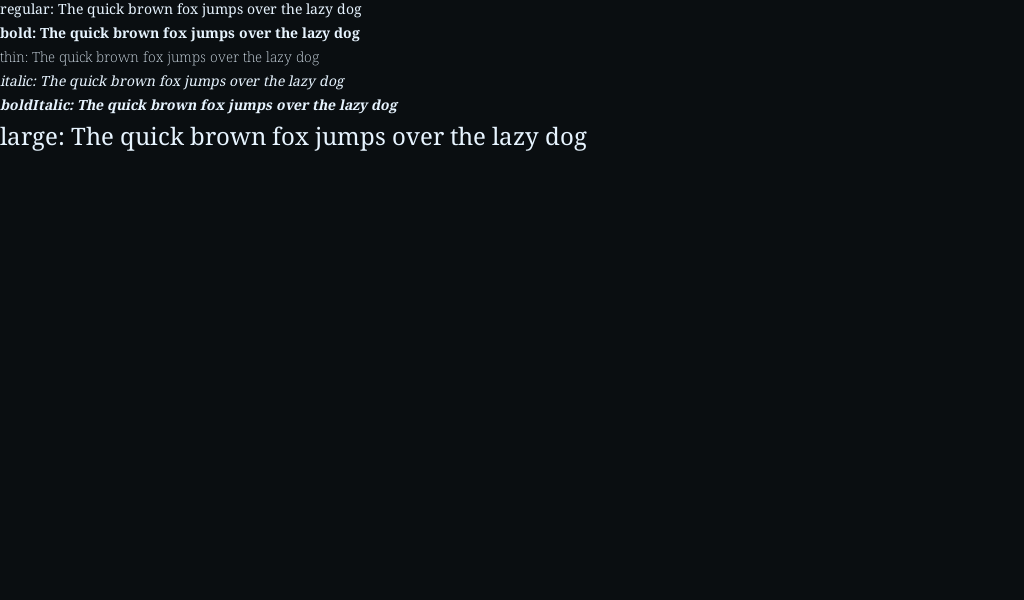 regular: The quick brown fox jumps over the lazy dog
bold: The quick brown fox jumps over the lazy dog
thin: The quick brown fox jumps over the lazy dog
italic: The quick brown fox jumps over the lazy dog
boldItalic: The quick brown fox jumps over the lazy dog
large: The quick brown fox jumps over the lazy dog